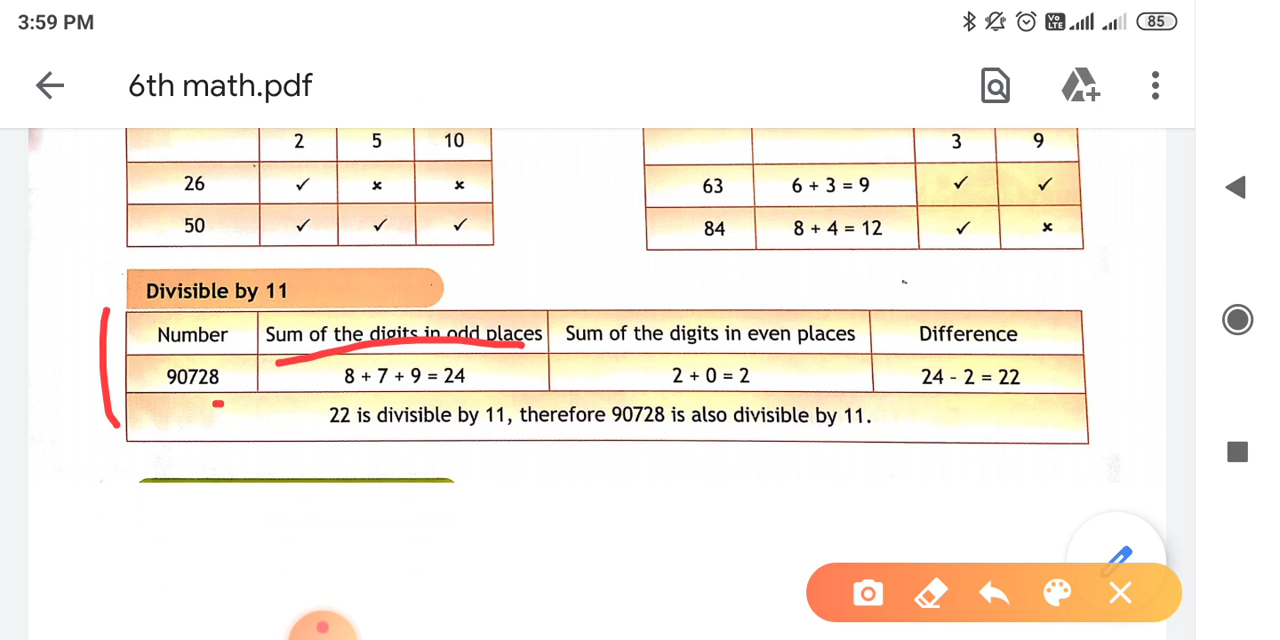 3:59 PM
Vo LTE
85
6th math.pdf
2 5 10
26 ✓ × ×
50 ✓ ✓ ✓
3 9
63 6 + 3 = 9 ✓ ✓
84 8 + 4 = 12 ✓ ×
Divisible by 11
Number Sum of the digits in odd places Sum of the digits in even places Difference
90728 8 + 7 + 9 = 24 2 + 0 = 2 24 - 2 = 22
22 is divisible by 11, therefore 90728 is also divisible by 11.